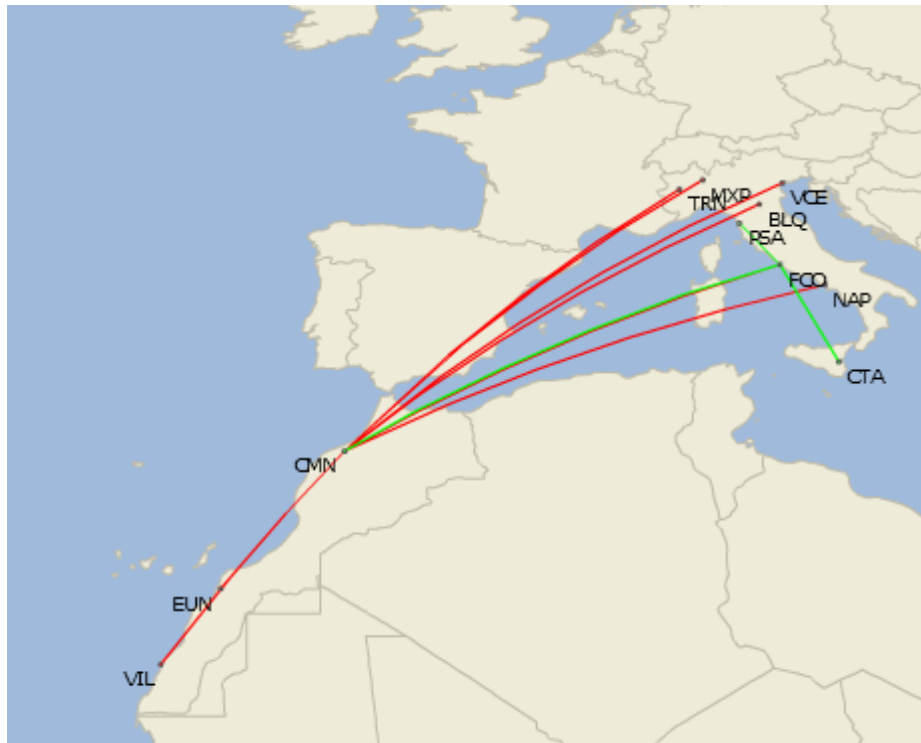 MXP
TRN
VCE
BLQ
PSA
FCO
NAP
CTA
CMN
EUN
VIL